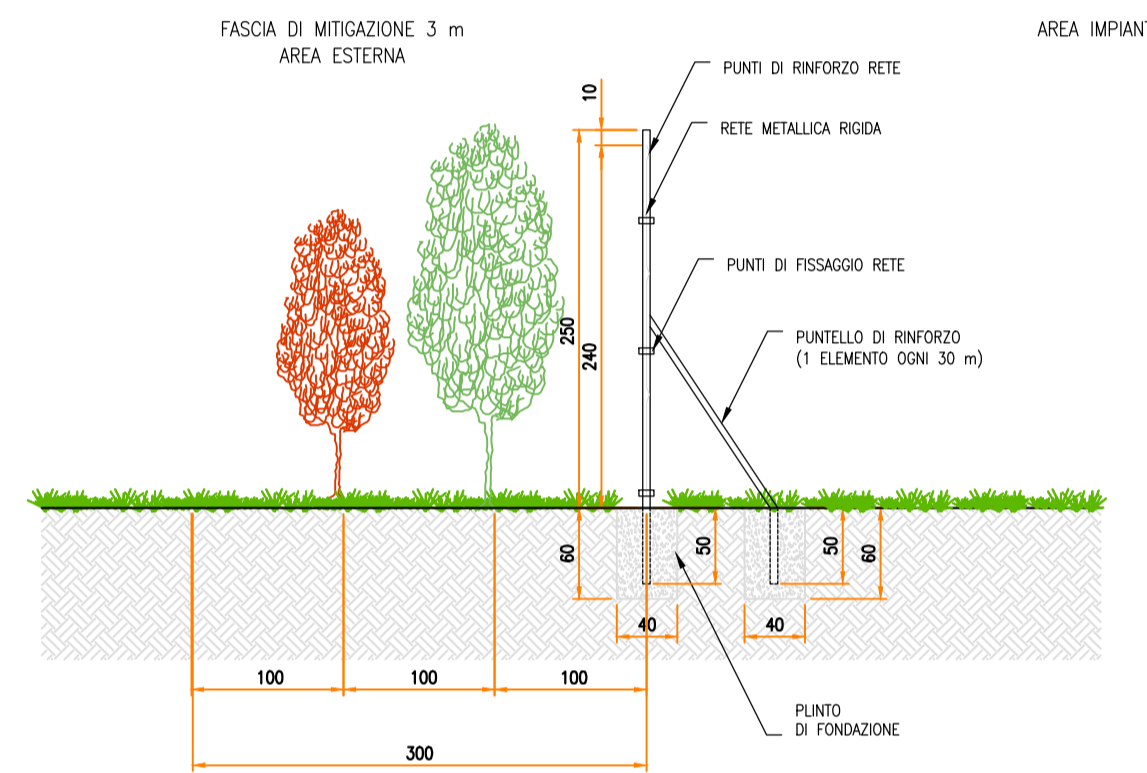 FASCIA DI MITIGAZIONE 3 m
AREA ESTERNA
AREA IMPIANT
PUNTI DI RINFORZO RETE
RETE METALLICA RIGIDA
PUNTI DI FISSAGGIO RETE
PUNTELLO DI RINFORZO
(1 ELEMENTO OGNI 30 m)
10
250
240
60
50
50
60
40
40
100
100
100
300
PLINTO
DI FONDAZIONE